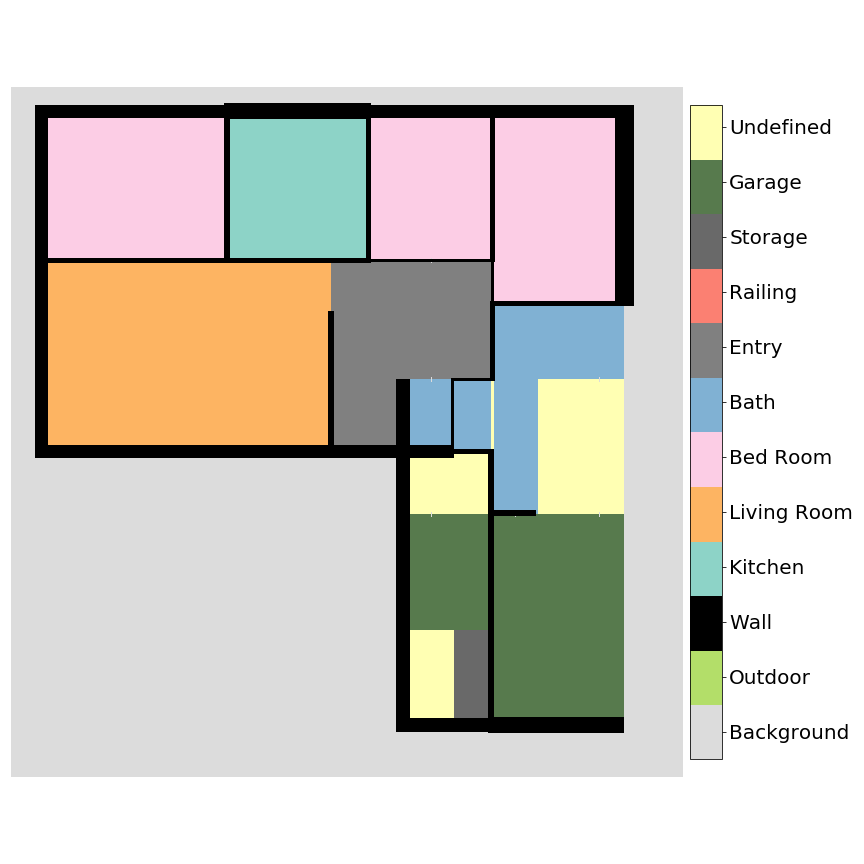 Undefined
Garage
Storage
Railing
Entry
Bath
Bed Room
Living Room
Kitchen
Wall
Outdoor
Background